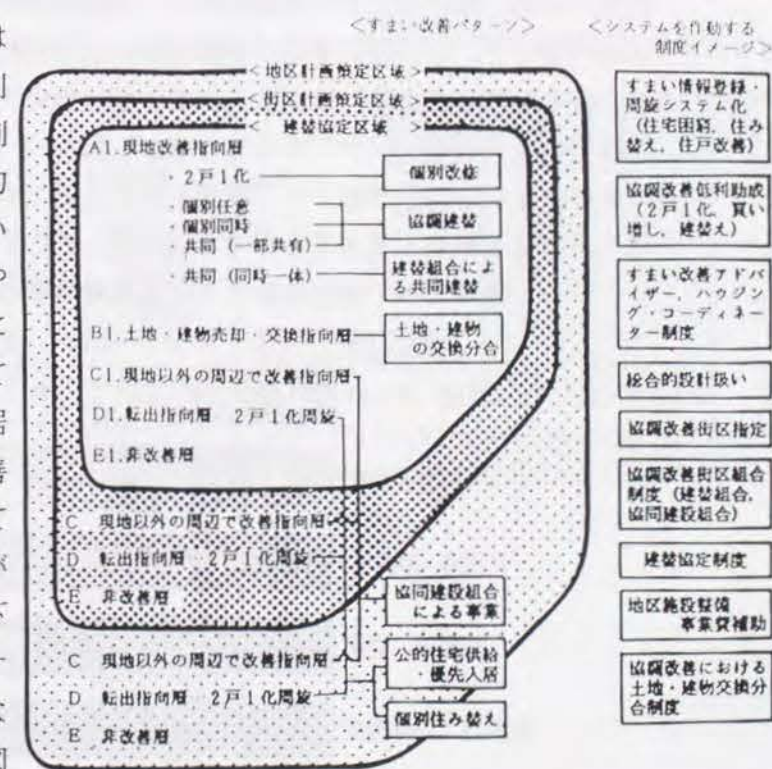 <すまい改善パターン>
<システムを作動する
制度イメージ>
<地区計画策定区域>
<街区計画策定区域>
<建替協定区域>
A1.現地改善指向層
・2戸1化
・個別任意
・個別同時
・共同(一部共有)
・共同(同時一体)
B1.土地・建物売却・交換指向層
C1.現地以外の周辺で改善指向層
D1.転出指向層 2戸1化周旋
E1.非改善層
C 現地以外の周辺で改善指向層
D 転出指向層 2戸1化周旋
E 非改善層
C 現地以外の周辺で改善指向層
D 転出指向層 2戸1化周旋
E 非改善層
個別改修
協調建替
建替組合によ
る共同建替
土地・建物
の交換分合
協同建設組合
による事業
公的住宅供給
・優先入居
個別住み替え
すまい情報登録・
周旋システム化
(住宅困窮, 住み
替え, 住戸改善)
協調改善低利助成
(2戸1化, 買い
増し, 建替え)
すまい改善アドバ
イザー, ハウジン
グ・コーディネー
ター制度
総合的設計扱い
協調改善街区指定
協調改善街区組合
制度(建替組合,
協同建設組合)
建替協定制度
地区施設整備
事業費補助
協調改善における
土地・建物交換分
合制度